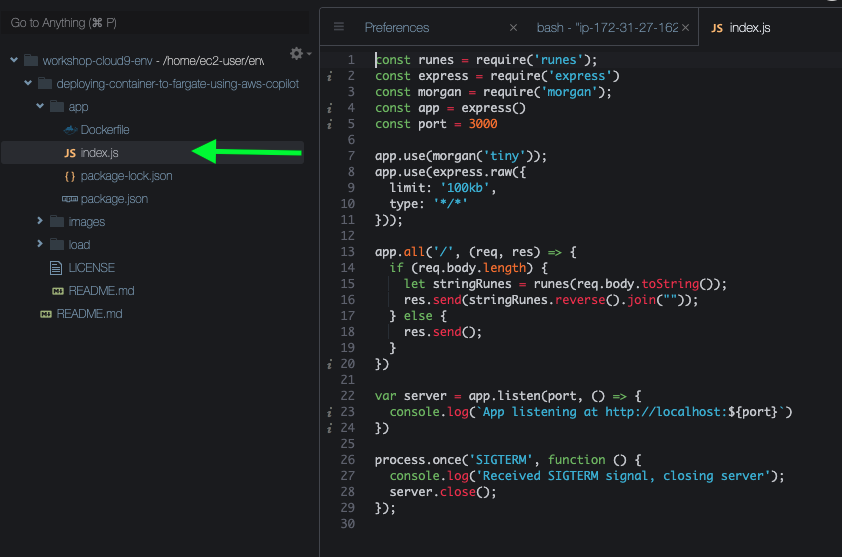 Go to Anything (⌘ P)
workshop-cloud9-env - /home/ec2-user/env
deploying-container-to-fargate-using-aws-copilot
app
Dockerfile
JS index.js
{ } package-lock.json
npm package.json
images
load
LICENSE
README.md
README.md
Preferences × bash - "ip-172-31-27-162 × JS index.js
1 const runes = require('runes');
i 2 const express = require('express')
3 const morgan = require('morgan');
i 4 const app = express()
i 5 const port = 3000
6
7 app.use(morgan('tiny'));
8 app.use(express.raw({
9   limit: '100kb',
10   type: '*/*'
11 }));
12
13 app.all('/', (req, res) => {
14   if (req.body.length) {
15     let stringRunes = runes(req.body.toString());
16     res.send(stringRunes.reverse().join(""));
17   } else {
18     res.send();
19   }
i 20 })
21
22 var server = app.listen(port, () => {
i 23   console.log(`App listening at http://localhost:${port}`)
i 24 })
25
26 process.once('SIGTERM', function () {
27   console.log('Received SIGTERM signal, closing server');
28   server.close();
29 });
30